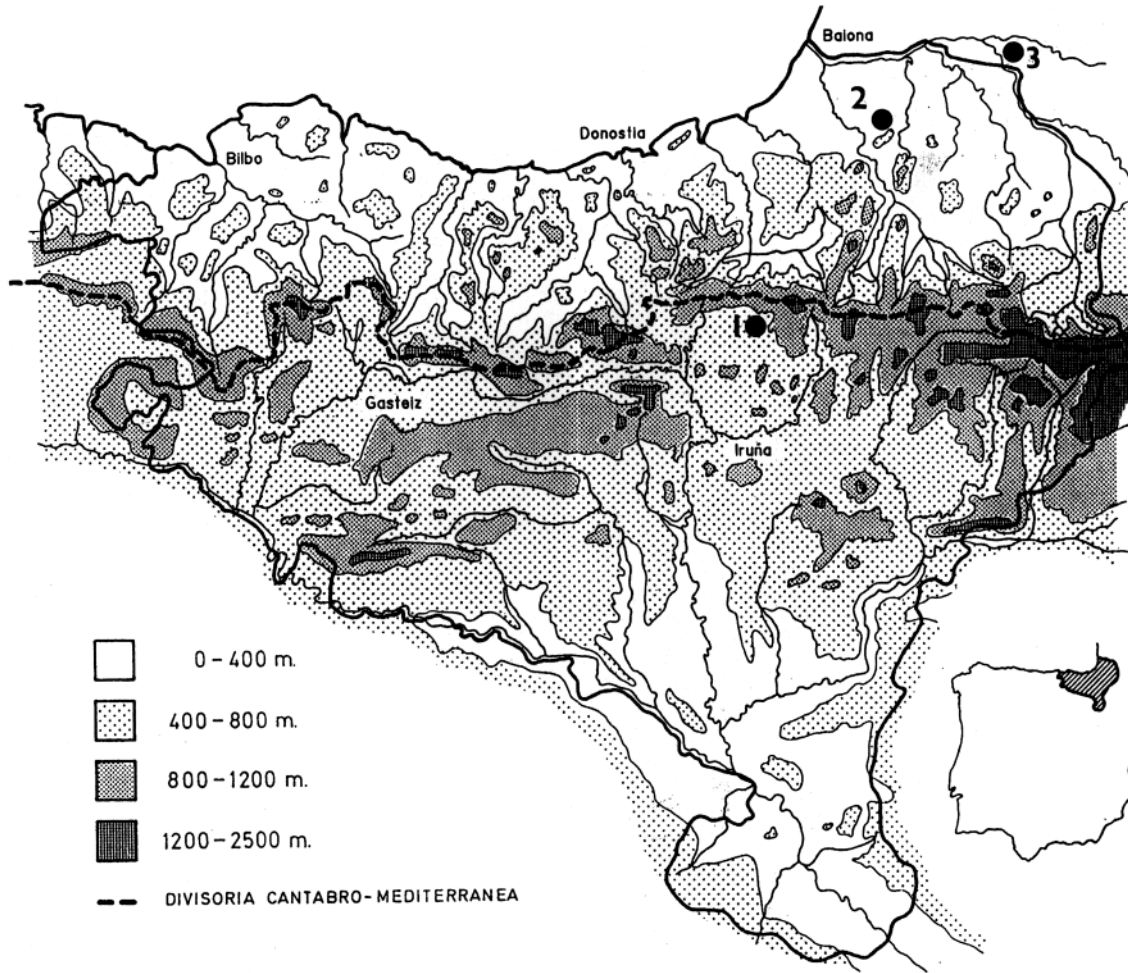 Baiona
3
2
Donostia
Bilbo
1
Gasteiz
Iruña
0-400 m.
400-800 m.
800-1200 m.
1200-2500 m.
DIVISORIA CANTABRO-MEDITERRANEA